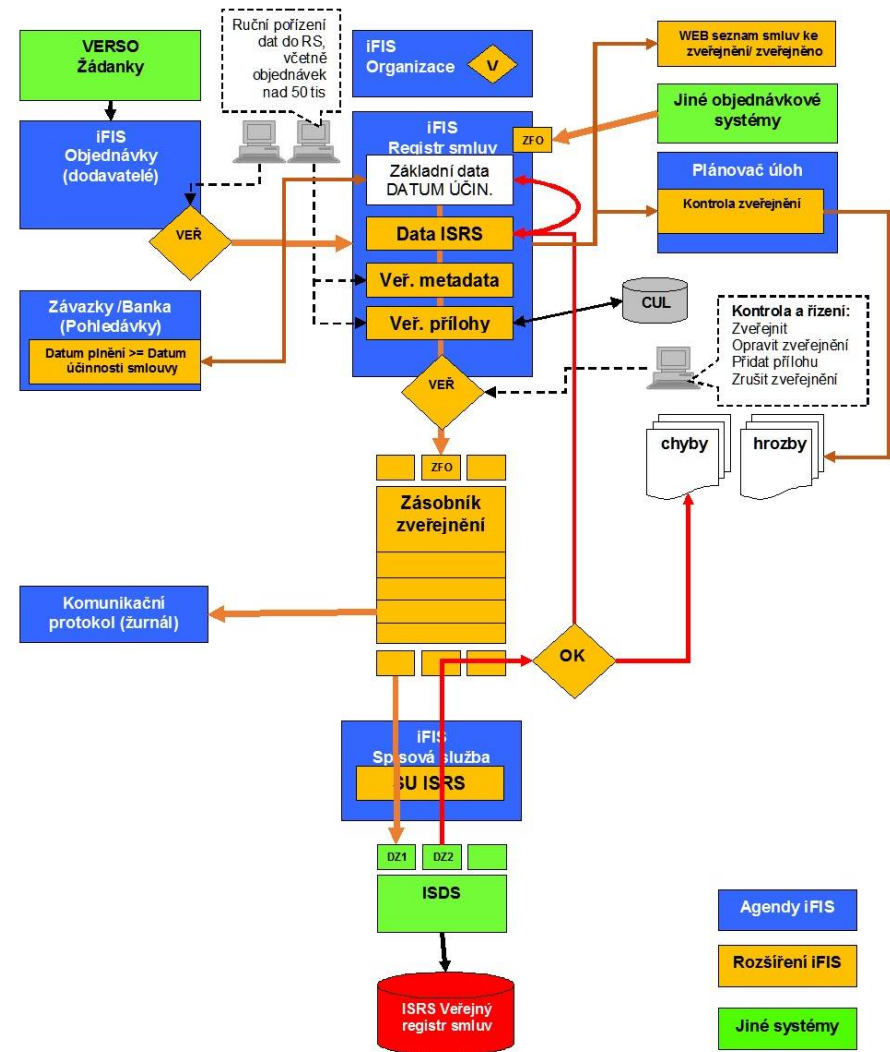 VERSO
Žádanky
Ruční pořízení
dat do RS,
včetně
objednávek
nad 50 tis
iFIS
Organizace
V
WEB seznam smluv ke
zveřejnění/ zveřejněno
iFIS
Objednávky
(dodavatelé)
iFIS
Registr smluv
ZFO
Jiné objednávkové
systémy
Základní data
DATUM ÚČIN.
Plánovač úloh
Kontrola zveřejnění
VEŘ
Data ISRS
Veř. metadata
Veř. přílohy
CUL
Závazky /Banka
(Pohledávky)
Datum plnění >= Datum
účinnosti smlouvy
Kontrola a řízení:
Zveřejnit
Opravit zveřejnění
Přidat přílohu
Zrušit zveřejnění
VEŘ
chyby
hrozby
ZFO
Zásobník
zveřejnění
Komunikační
protokol (žurnál)
OK
iFIS
Spisová služba
SU ISRS
DZ1
DZ2
ISDS
Agendy iFIS
Rozšíření iFIS
ISRS Veřejný
registr smluv
Jiné systémy